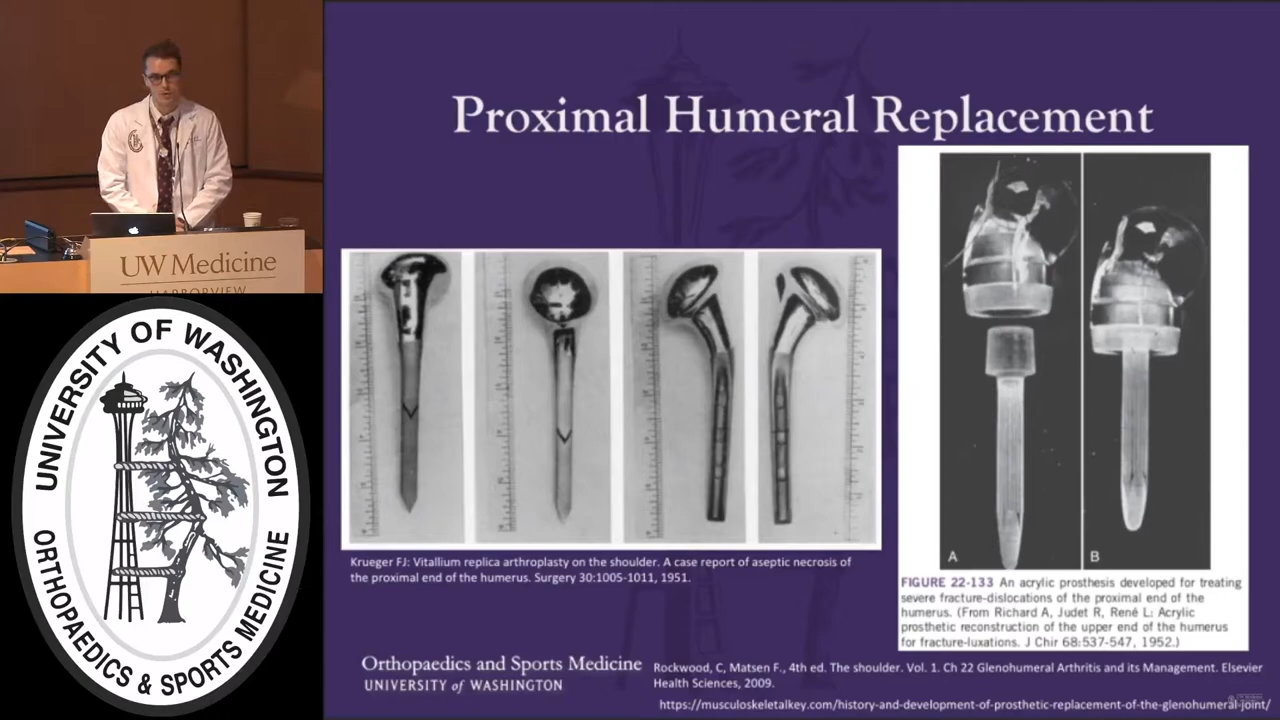 Proximal Humeral Replacement
UW Medicine
HARBORVIEW
UNIVERSITY OF WASHINGTON
ORTHOPAEDICS & SPORTS MEDICINE
Krueger FJ: Vitallium replica arthroplasty on the shoulder. A case report of aseptic necrosis of
the proximal end of the humerus. Surgery 30:1005-1011, 1951.
A
B
FIGURE 22-133 An acrylic prosthesis developed for treating
severe fracture-dislocations of the proximal end of the
humerus. (From Richard A, Judet R, René L: Acrylic
prosthetic reconstruction of the upper end of the humerus
for fracture-luxations. J Chir 68:537-547, 1952.)
Orthopaedics and Sports Medicine
UNIVERSITY of WASHINGTON
Rockwood, C, Matsen F., 4th ed. The shoulder. Vol. 1. Ch 22 Glenohumeral Arthritis and its Management. Elsevier
Health Sciences, 2009.
https://musculoskeletalkey.com/history-and-development-of-prosthetic-replacement-of-the-glenohumeral-joint/